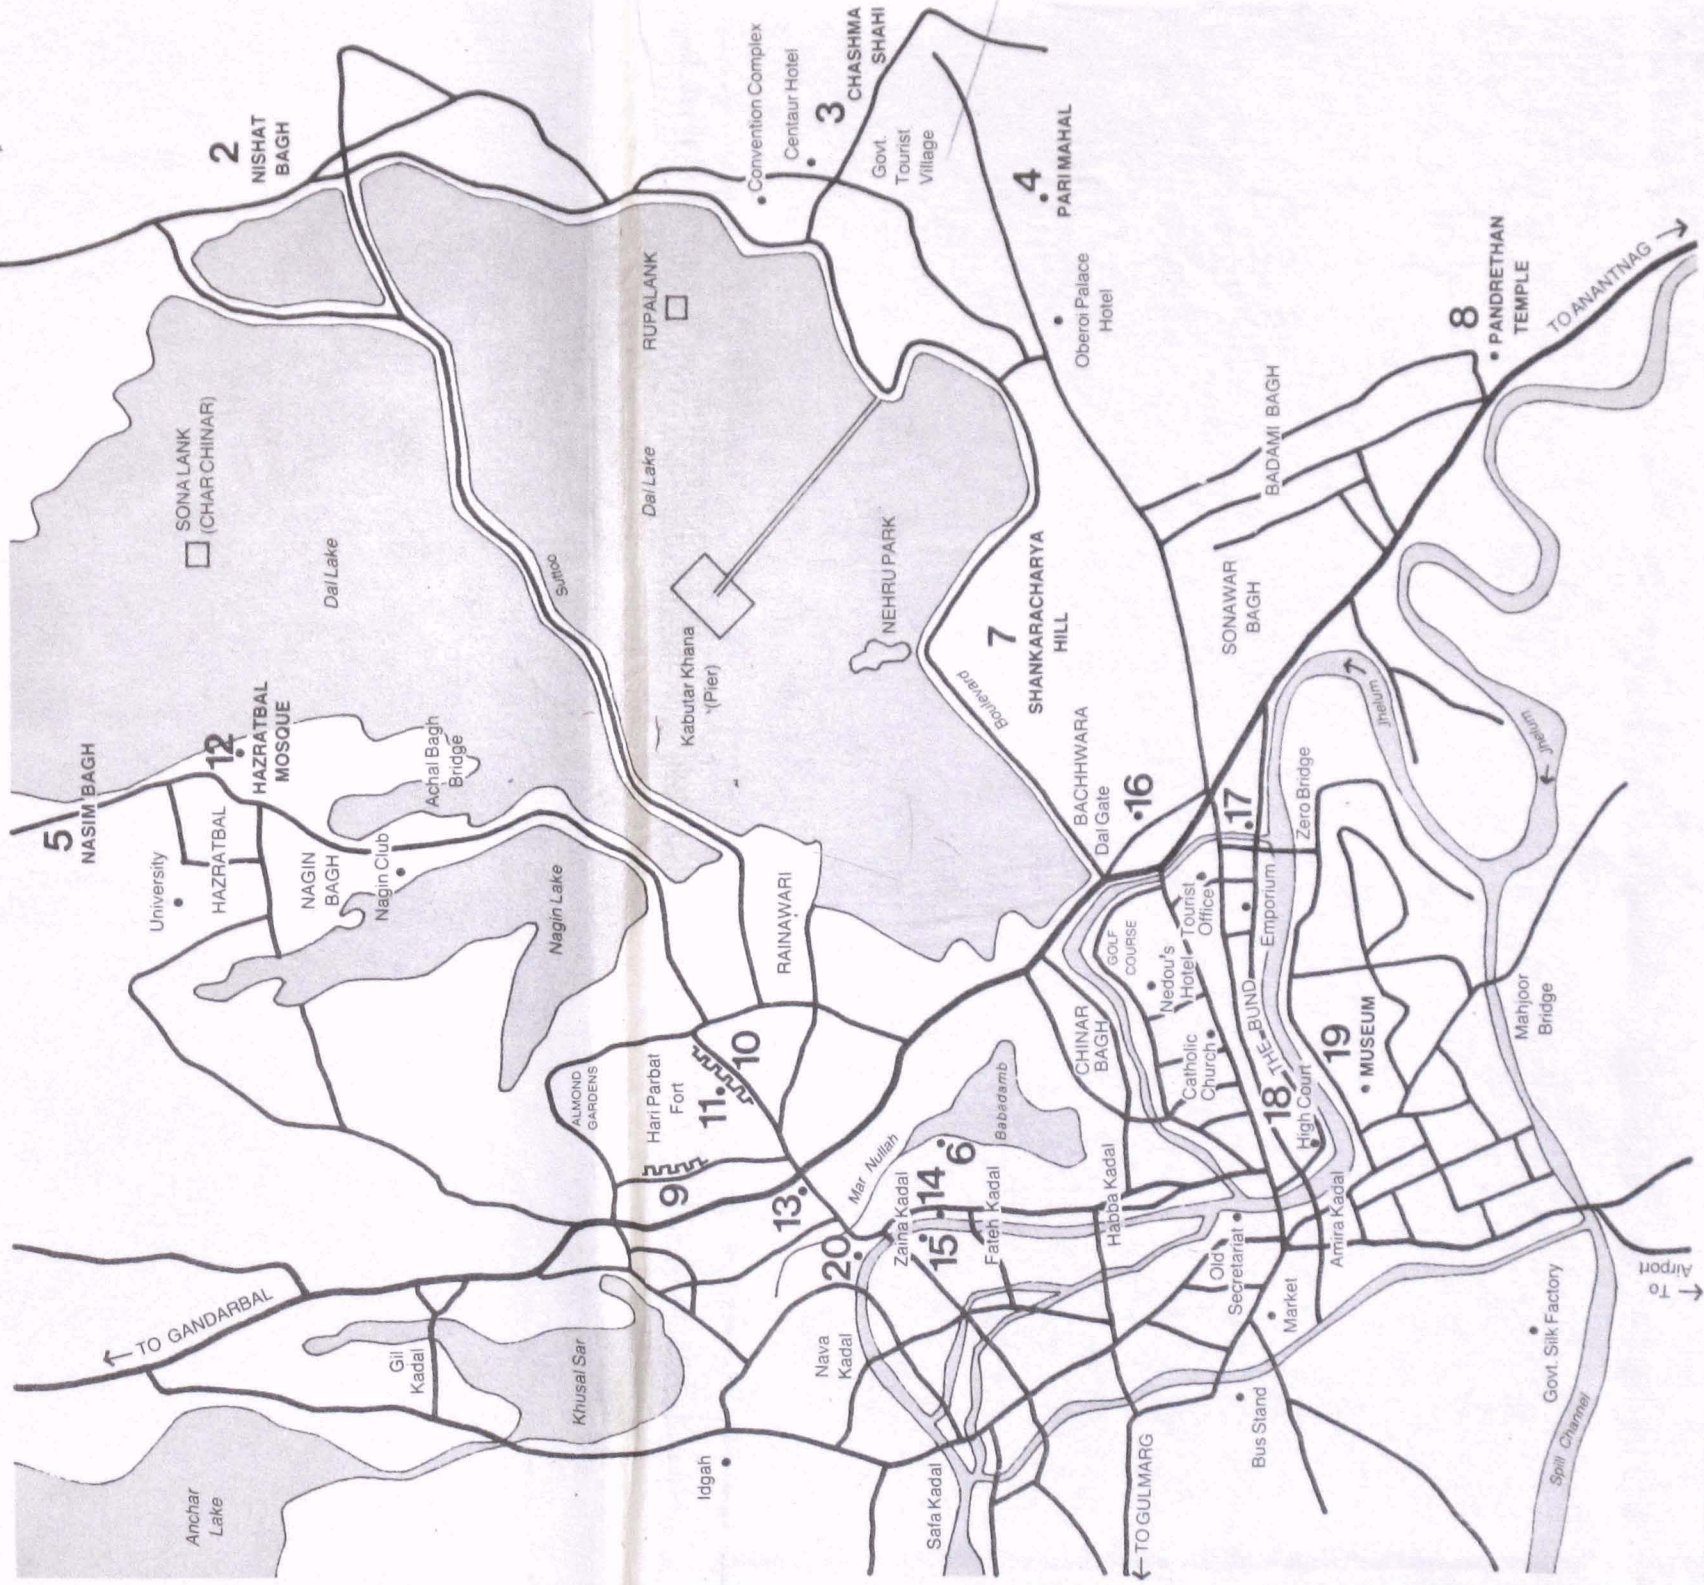 2
NISHAT
BAGH
Convention Complex
Centaur Hotel
3
CHASHMA
SHAHI
Govt.
Tourist
Village
4
PARI MAHAL
Oberoi Palace
Hotel
8
PANDRETHAN
TEMPLE
TO ANANTNAG →
SONA LANK
(CHAR CHINAR)
Dal Lake
RUPALANK
Dal Lake
Suttoo
Kabutar Khana
(Pier)
NEHRU PARK
BADAMI BAGH
7
SHANKARACHARYA
HILL
Boulevard
SONAWAR
BAGH
5
NASIM BAGH
12
HAZRATBAL
MOSQUE
Achal Bagh
Bridge
University
HAZRATBAL
NAGIN
BAGH
Nagin Club
Nagin Lake
RAINAWARI
BACHHWARA
Dal Gate
16
17
Zero Bridge
Jhelum
→
← Jhelum
GOLF
COURSE
Tourist
Office
Emporium
Nedou's
Hotel
CHINAR
BAGH
Catholic
Church
THE BUND
18
High Court
19
MUSEUM
Mahjoor
Bridge
ALMOND
GARDENS
Hari Parbat
Fort
11
10
9
13
Mar Nullah
Babadamb
6
14
Zaina Kadal
15
Fateh Kadal
Habba Kadal
20
Old
Secretariat
Amira Kadal
Market
← TO GANDARBAL
Gil
Kadal
Khusal Sar
Nava
Kadal
Anchar
Lake
Idgah
Safa Kadal
← TO GULMARG
Bus Stand
Govt. Silk Factory
Spill Channel
← To
Airport